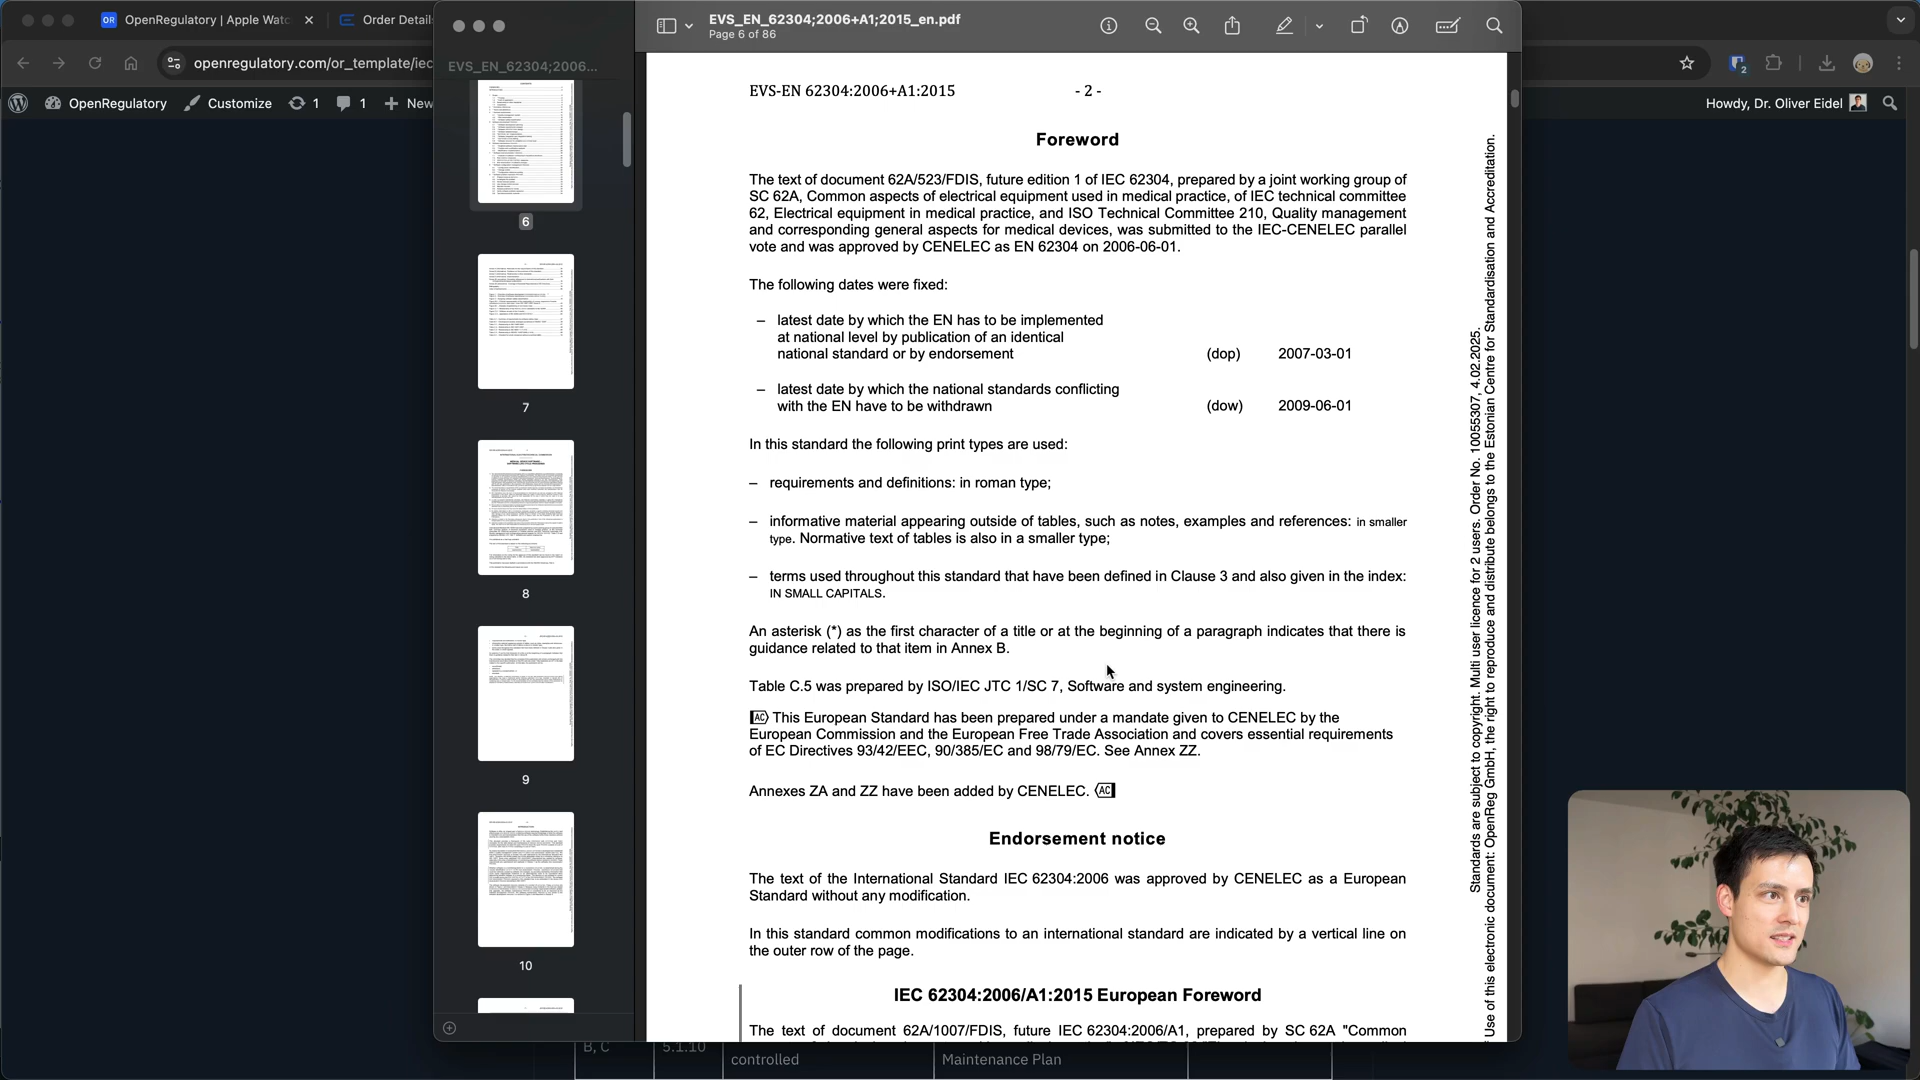 OpenRegulatory | Apple Wat
Order Detail
openregulatory.com/or_template/iec
OpenRegulatory
Customize
1
1
New
Howdy, Dr. Oliver Eidel
2
EVS_EN_62304;2006...
6
7
8
9
10
EVS_EN_62304;2006+A1;2015_en.pdf
Page 6 of 86
EVS-EN 62304:2006+A1:2015
- 2 -
Foreword
The text of document 62A/523/FDIS, future edition 1 of IEC 62304, prepared by a joint working group of
SC 62A, Common aspects of electrical equipment used in medical practice, of IEC technical committee
62, Electrical equipment in medical practice, and ISO Technical Committee 210, Quality management
and corresponding general aspects for medical devices, was submitted to the IEC-CENELEC parallel
vote and was approved by CENELEC as EN 62304 on 2006-06-01.
The following dates were fixed:
– latest date by which the EN has to be implemented
at national level by publication of an identical
national standard or by endorsement (dop) 2007-03-01
– latest date by which the national standards conflicting
with the EN have to be withdrawn (dow) 2009-06-01
In this standard the following print types are used:
– requirements and definitions: in roman type;
– informative material appearing outside of tables, such as notes, examples and references: in smaller
type. Normative text of tables is also in a smaller type;
– terms used throughout this standard that have been defined in Clause 3 and also given in the index:
IN SMALL CAPITALS.
An asterisk (*) as the first character of a title or at the beginning of a paragraph indicates that there is
guidance related to that item in Annex B.
Table C.5 was prepared by ISO/IEC JTC 1/SC 7, Software and system engineering.
AC This European Standard has been prepared under a mandate given to CENELEC by the
European Commission and the European Free Trade Association and covers essential requirements
of EC Directives 93/42/EEC, 90/385/EC and 98/79/EC. See Annex ZZ.
Annexes ZA and ZZ have been added by CENELEC. AC
Endorsement notice
The text of the International Standard IEC 62304:2006 was approved by CENELEC as a European
Standard without any modification.
In this standard common modifications to an international standard are indicated by a vertical line on
the outer row of the page.
IEC 62304:2006/A1:2015 European Foreword
The text of document 62A/1007/FDIS, future IEC 62304:2006/A1, prepared by SC 62A "Common
Standards are subject to copyright. Multi user licence for 2 users. Order No. 10055307, 4.02.2025.
Use of this electronic document: OpenReg GmbH, the right to reproduce and distribute belongs to the Estonian Centre for Standardisation and Accreditation.
B, C
5.1.10
controlled
Maintenance Plan